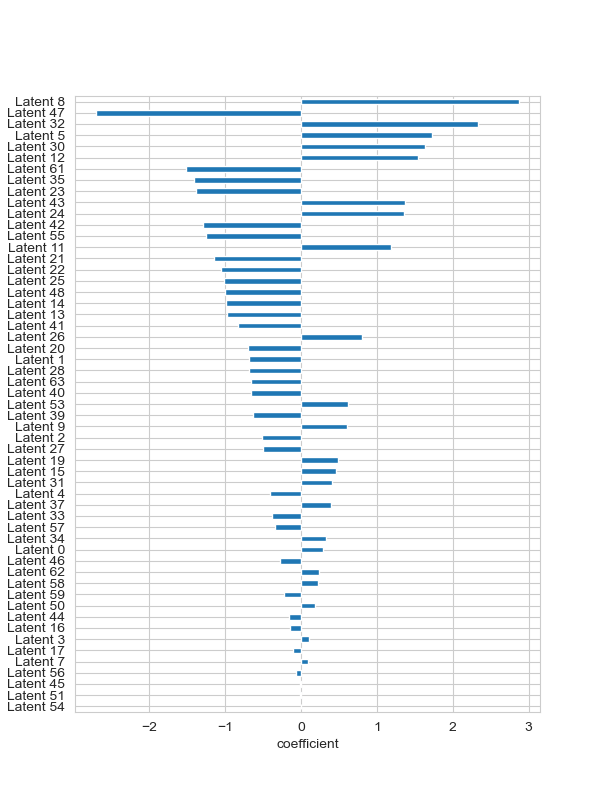 Latent 8
Latent 47
Latent 32
Latent 5
Latent 30
Latent 12
Latent 61
Latent 35
Latent 23
Latent 43
Latent 24
Latent 42
Latent 55
Latent 11
Latent 21
Latent 22
Latent 25
Latent 48
Latent 14
Latent 13
Latent 41
Latent 26
Latent 20
Latent 1
Latent 28
Latent 63
Latent 40
Latent 53
Latent 39
Latent 9
Latent 2
Latent 27
Latent 19
Latent 15
Latent 31
Latent 4
Latent 37
Latent 33
Latent 57
Latent 34
Latent 0
Latent 46
Latent 62
Latent 58
Latent 59
Latent 50
Latent 44
Latent 16
Latent 3
Latent 17
Latent 7
Latent 56
Latent 45
Latent 51
Latent 54
−2 −1 0 1 2 3
coefficient